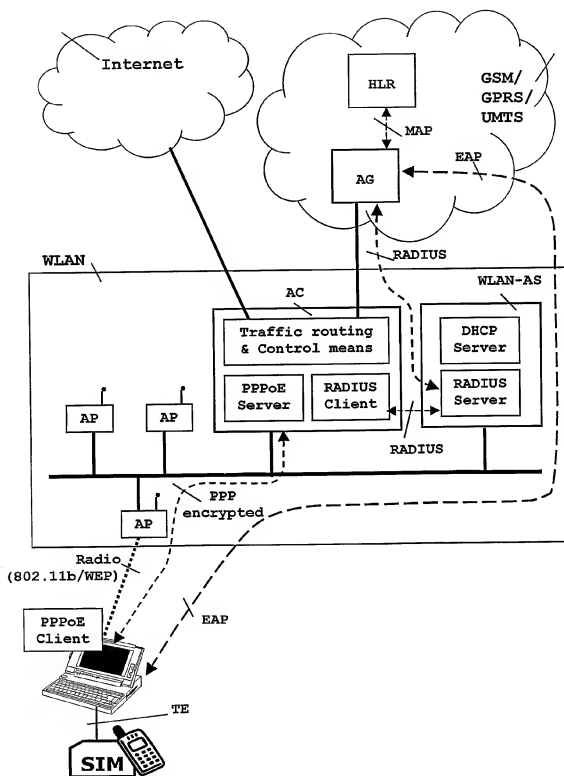 Internet
HLR
GSM/
GPRS/
UMTS
MAP
EAP
AG
RADIUS
WLAN
WLAN-AS
AC
Traffic routing
& Control means
DHCP
Server
PPPoE
Server
RADIUS
Client
RADIUS
Server
AP
AP
RADIUS
PPP
encrypted
AP
Radio
(802.11b/WEP)
PPPoE
Client
EAP
TE
SIM